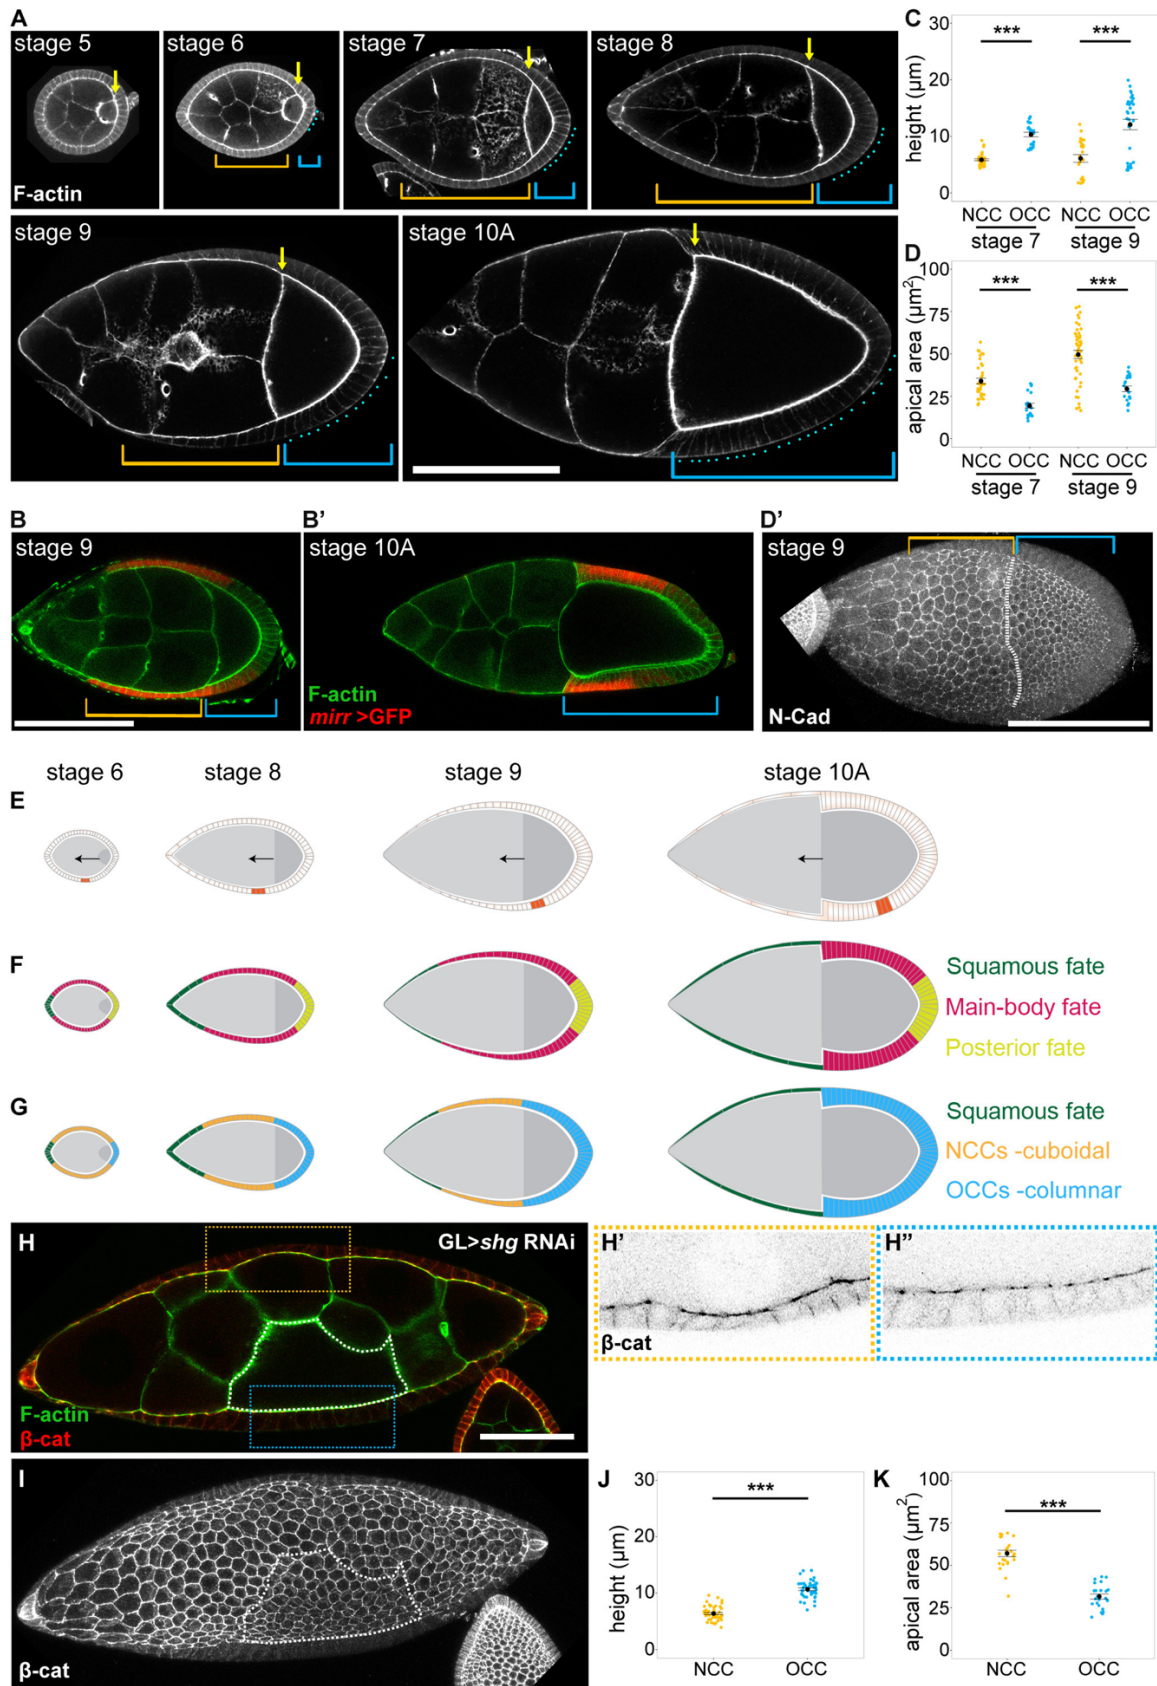 A
stage 5
stage 6
stage 7
stage 8
F-actin
stage 9
stage 10A
C
30
20
10
0
height (µm)
***
***
NCC OCC NCC OCC
stage 7 stage 9
D
100
75
50
25
0
apical area (µm²)
***
***
NCC OCC NCC OCC
stage 7 stage 9
B
stage 9
B’
stage 10A
F-actin
mirr >GFP
D’
stage 9
N-Cad
stage 6 stage 8 stage 9 stage 10A
E
F
Squamous fate
Main-body fate
Posterior fate
G
Squamous fate
NCCs -cuboidal
OCCs -columnar
H
GL>shg RNAi
F-actin
β-cat
H’
β-cat
H”
I
β-cat
J
30
20
10
0
height (µm)
***
NCC OCC
K
100
75
50
25
0
apical area (µm²)
***
NCC OCC